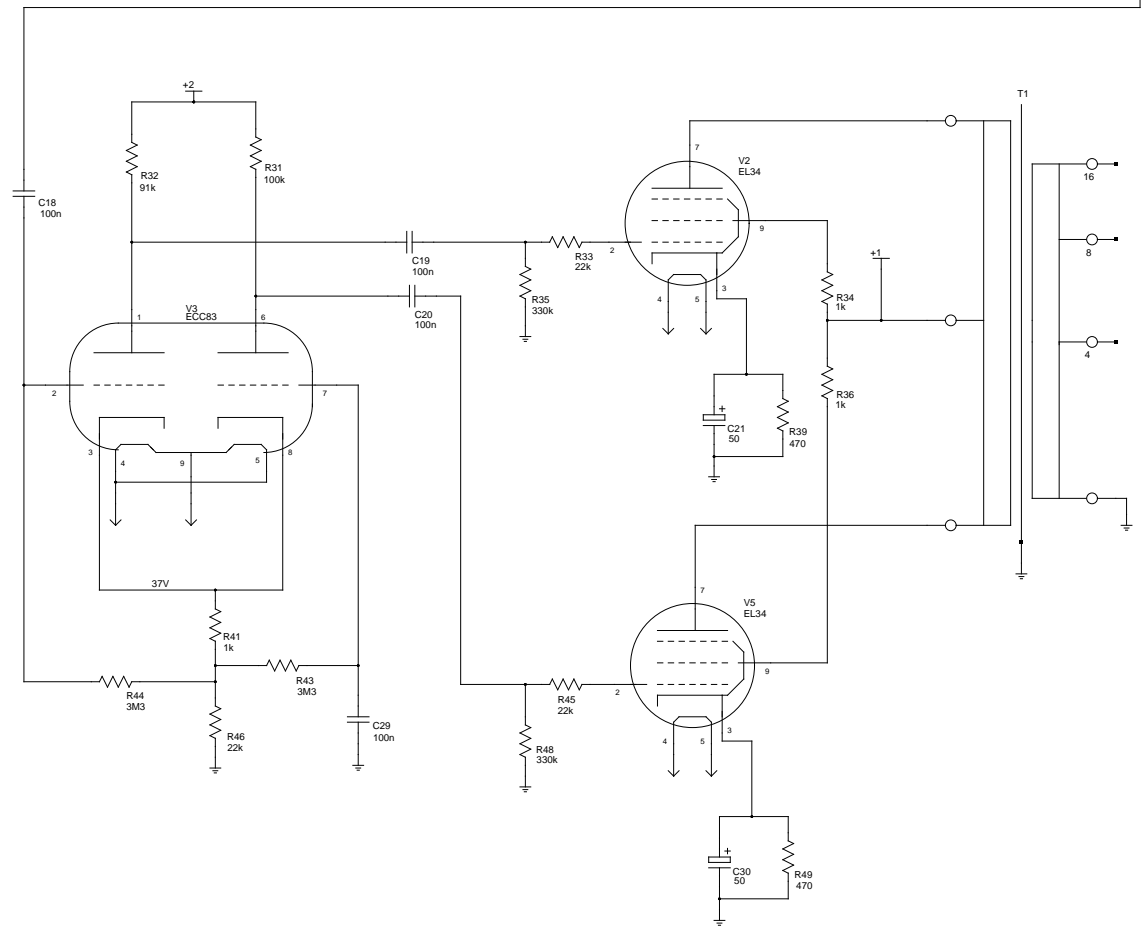 +2
T1
R32
91k
R31
100k
C18
100n
V2
EL34
7
16
8
4
9
+1
2
R33
22k
C19
100n
R35
330k
C20
100n
4
5
3
R34
1k
V3
ECC83
1
6
2
7
R36
1k
C21
50
+
R39
470
3
4
9
5
8
37V
7
V5
EL34
R41
1k
R43
3M3
R44
3M3
R45
22k
2
9
R46
22k
C29
100n
R48
330k
4
5
3
+
C30
50
R49
470